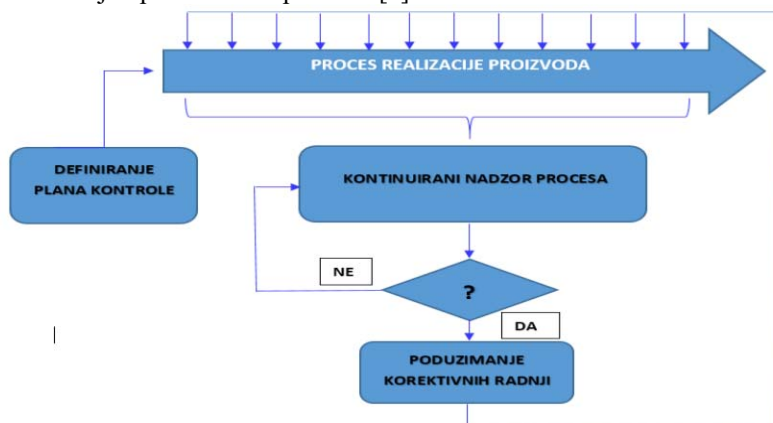 PROCES REALIZACIJE PROIZVODA
DEFINIRANJE
PLANA KONTROLE
KONTINUIRANI NADZOR PROCESA
NE
?
DA
PODUZIMANJE
KOREKTIVNIH RADNJI